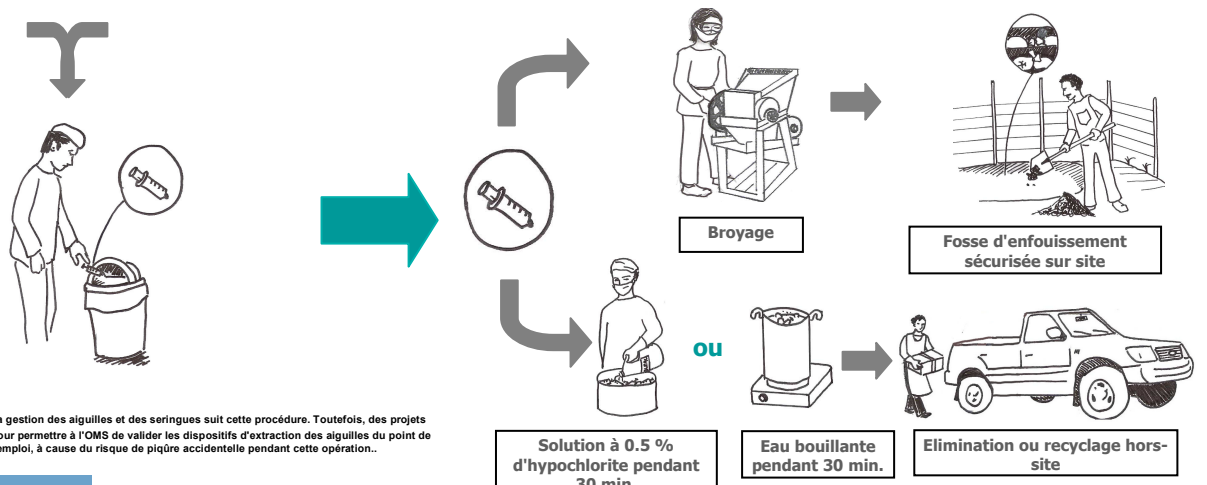 Broyage
Fosse d'enfouissement
sécurisée sur site
ou
a gestion des aiguilles et des seringues suit cette procédure. Toutefois, des projets
our permettre à l'OMS de valider les dispositifs d'extraction des aiguilles du point de
emploi, à cause du risque de piqûre accidentelle pendant cette opération..
Solution à 0.5 %
d'hypochlorite pendant
30 min.
Eau bouillante
pendant 30 min.
Elimination ou recyclage hors-
site